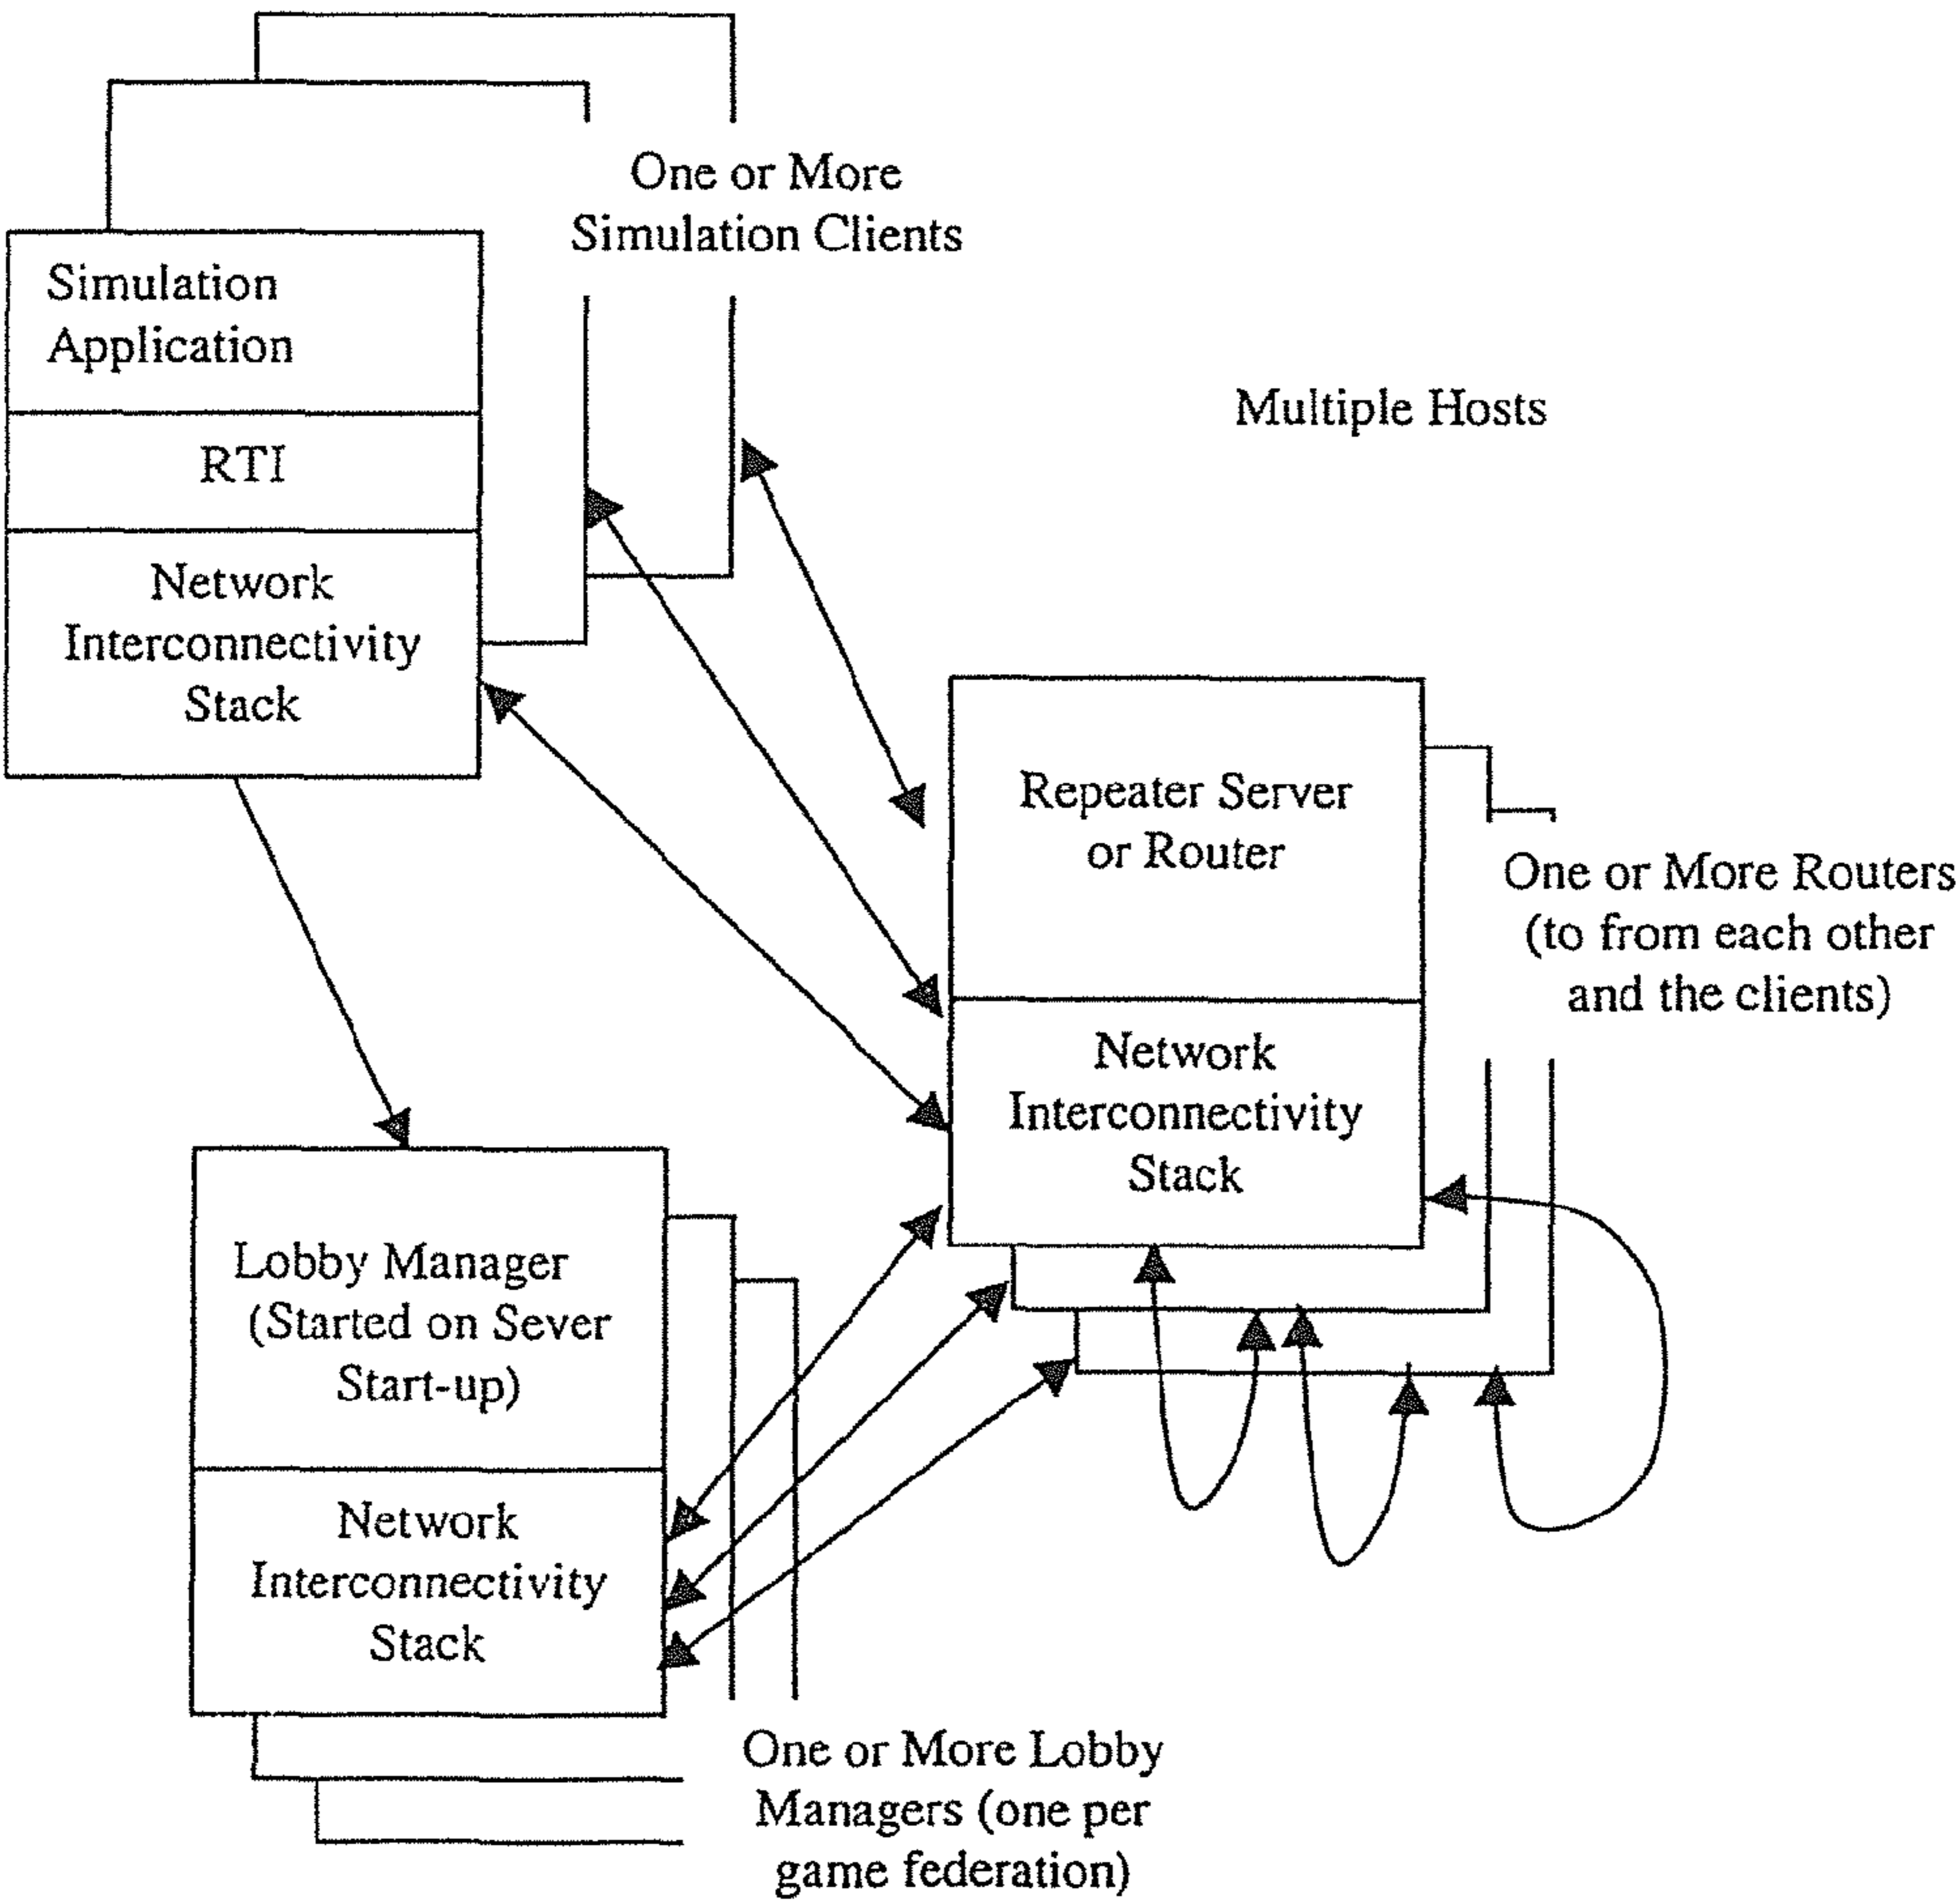 One or More
Simulation Clients
Simulation
Application
RTI
Network
Interconnectivity
Stack
Multiple Hosts
Repeater Server
or Router
Network
Interconnectivity
Stack
One or More Routers
(to from each other
and the clients)
Lobby Manager
(Started on Sever
Start-up)
Network
Interconnectivity
Stack
One or More Lobby
Managers (one per
game federation)